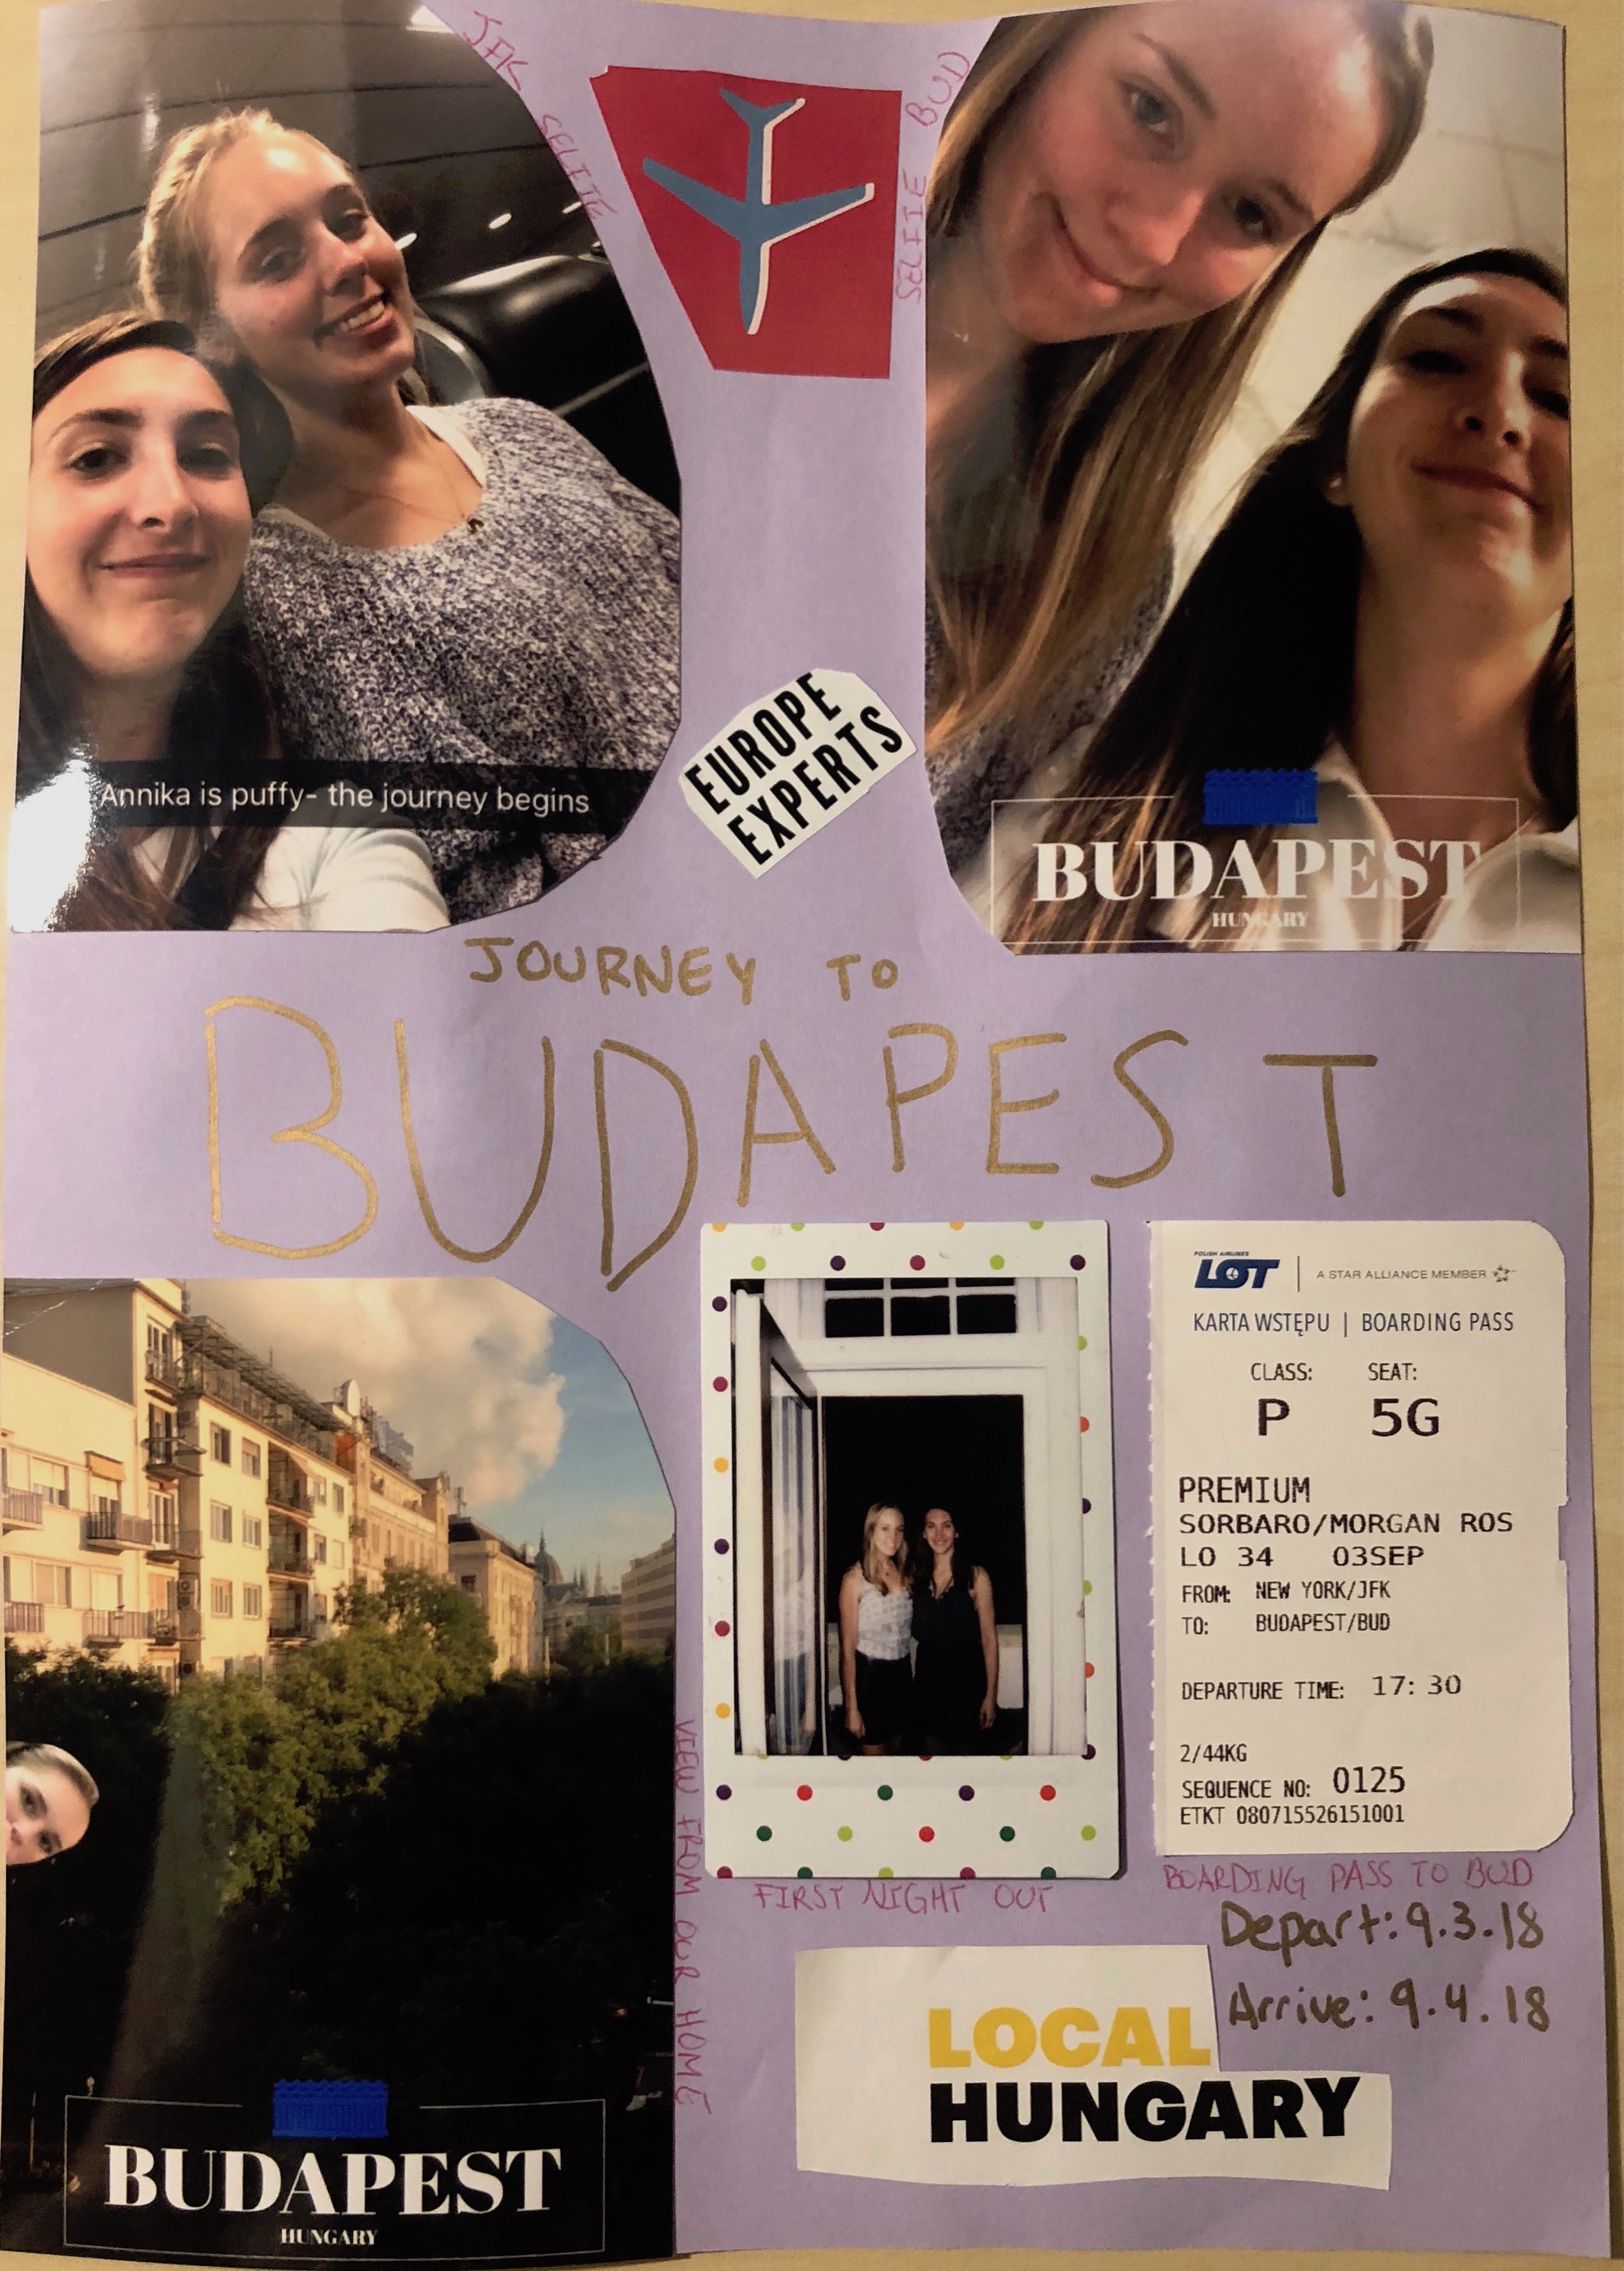 JFK SELFIE
SELFIE BUD
Annika is puffy- the journey begins
EUROPE
EXPERTS
BUDAPEST
HUNGARY
JOURNEY TO
BUDAPEST
POLISH AIRLINES
LOT
A STAR ALLIANCE MEMBER
KARTA WSTĘPU | BOARDING PASS
CLASS: SEAT:
P 5G
PREMIUM
SORBARO/MORGAN ROS
LO 34 03SEP
FROM: NEW YORK/JFK
TO: BUDAPEST/BUD
DEPARTURE TIME: 17:30
2/44KG
SEQUENCE NO: 0125
ETKT 080715526151001
VIEW FROM OUR HOME
FIRST NIGHT OUT
BOARDING PASS TO BUD
Depart: 9.3.18
Arrive: 9.4.18
LOCAL
HUNGARY
BUDAPEST
HUNGARY